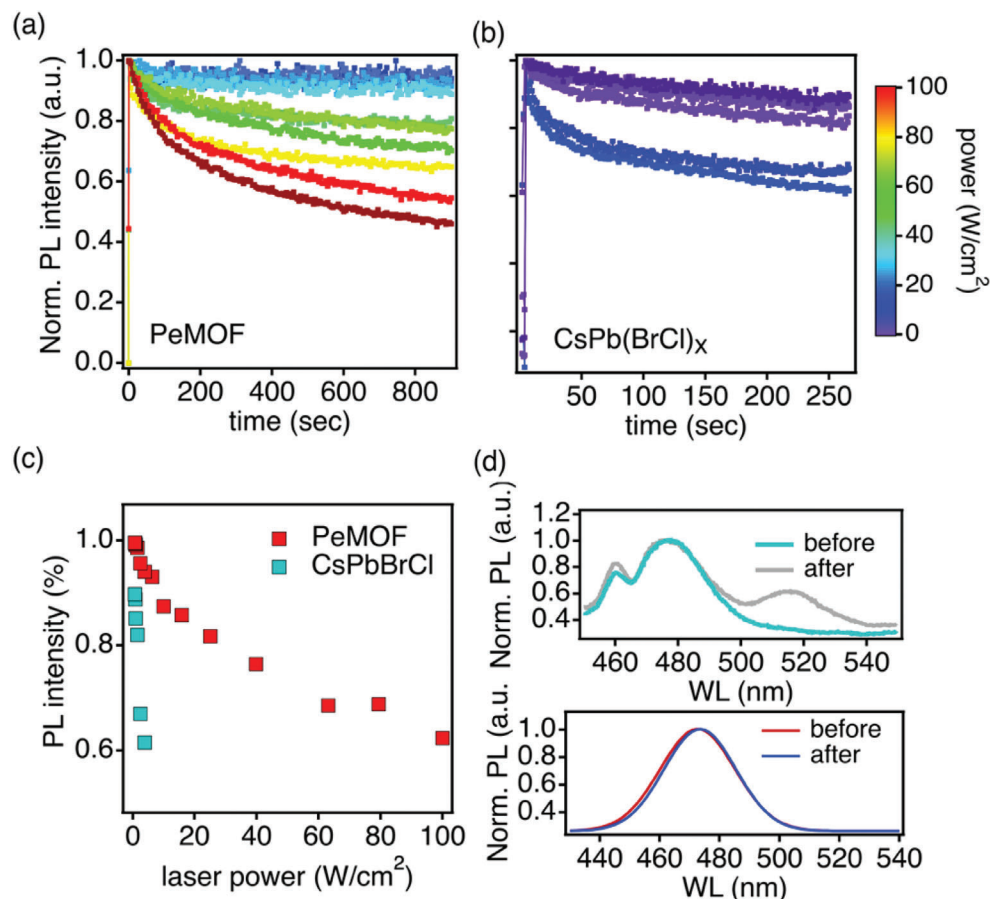 (a)
Norm. PL intensity (a.u.)
1.0
0.8
0.6
0.4
0.2
0.0
PeMOF
0 200 400 600 800
time (sec)
(b)
CsPb(BrCl)X
50 100 150 200 250
time (sec)
100
80
60
40
20
0
power (W/cm2)
(c)
PL intensity (%)
1.0
0.8
0.6
PeMOF
CsPbBrCl
0 20 40 60 80 100
laser power (W/cm2)
(d)
Norm. PL (a.u.)
1.2
1.0
0.8
0.6
0.4
before
after
460 480 500 520 540
WL (nm)
Norm. PL (a.u.
1.0
0.8
0.6
0.4
before
after
440 460 480 500 520 540
WL (nm)